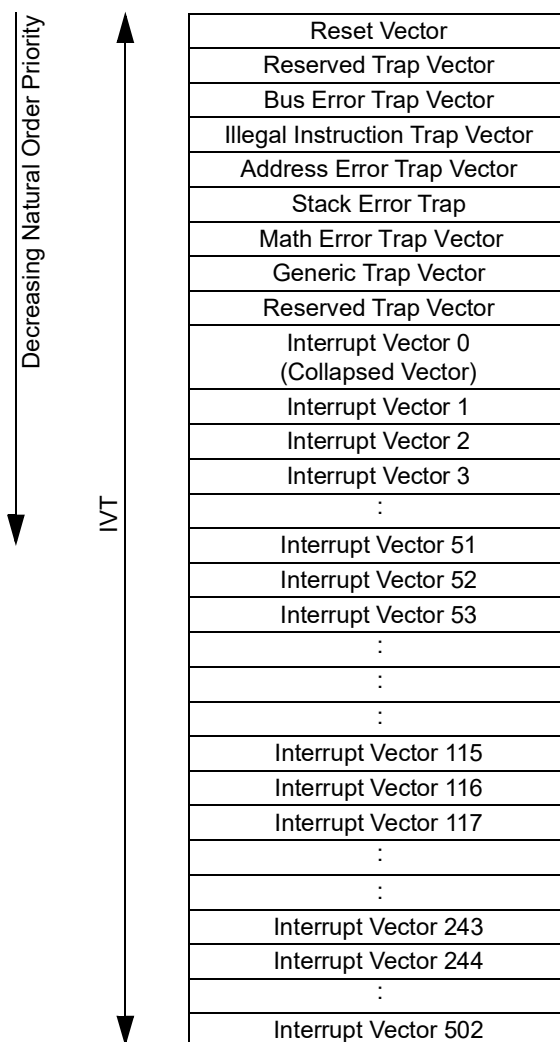 Decreasing Natural Order Priority
IVT
Reset Vector
Reserved Trap Vector
Bus Error Trap Vector
Illegal Instruction Trap Vector
Address Error Trap Vector
Stack Error Trap
Math Error Trap Vector
Generic Trap Vector
Reserved Trap Vector
Interrupt Vector 0
(Collapsed Vector)
Interrupt Vector 1
Interrupt Vector 2
Interrupt Vector 3
:
Interrupt Vector 51
Interrupt Vector 52
Interrupt Vector 53
:
:
:
Interrupt Vector 115
Interrupt Vector 116
Interrupt Vector 117
:
:
Interrupt Vector 243
Interrupt Vector 244
:
Interrupt Vector 502